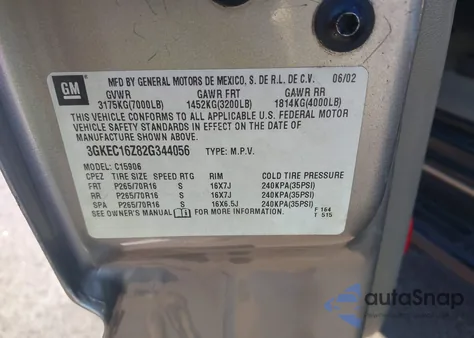 GM
MFD BY GENERAL MOTORS DE MEXICO, S. DE R.L. DE C.V. 06/02
GVWR GAWR FRT GAWR RR
3175KG(7000LB) 1452KG(3200LB) 1814KG(4000LB)
THIS VEHICLE CONFORMS TO ALL APPLICABLE U.S. FEDERAL MOTOR
VEHICLE SAFETY STANDARDS IN EFFECT ON THE DATE OF
MANUFACTURE SHOWN ABOVE.
3GKEC16Z82G344056 TYPE: M.P.V.
MODEL: C15906
CPEZ TIRE SIZE SPEED RTG RIM COLD TIRE PRESSURE
FRT P265/70R16 S 16X7J 240KPA(35PSI)
RR P265/70R16 S 16X7J 240KPA(35PSI)
SPA P265/70R16 S 16X6.5J 240KPA(35PSI)
SEE OWNER'S MANUAL FOR MORE INFORMATION. F 164
T 515
autoSnap